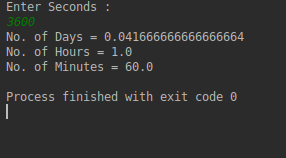 Enter Seconds :
3600
No. of Days = 0.041666666666666664
No. of Hours = 1.0
No. of Minutes = 60.0
Process finished with exit code 0